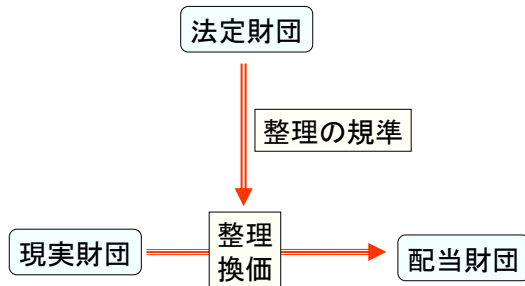 法定財団
整理の規準
現実財団
整理
換価
配当財団